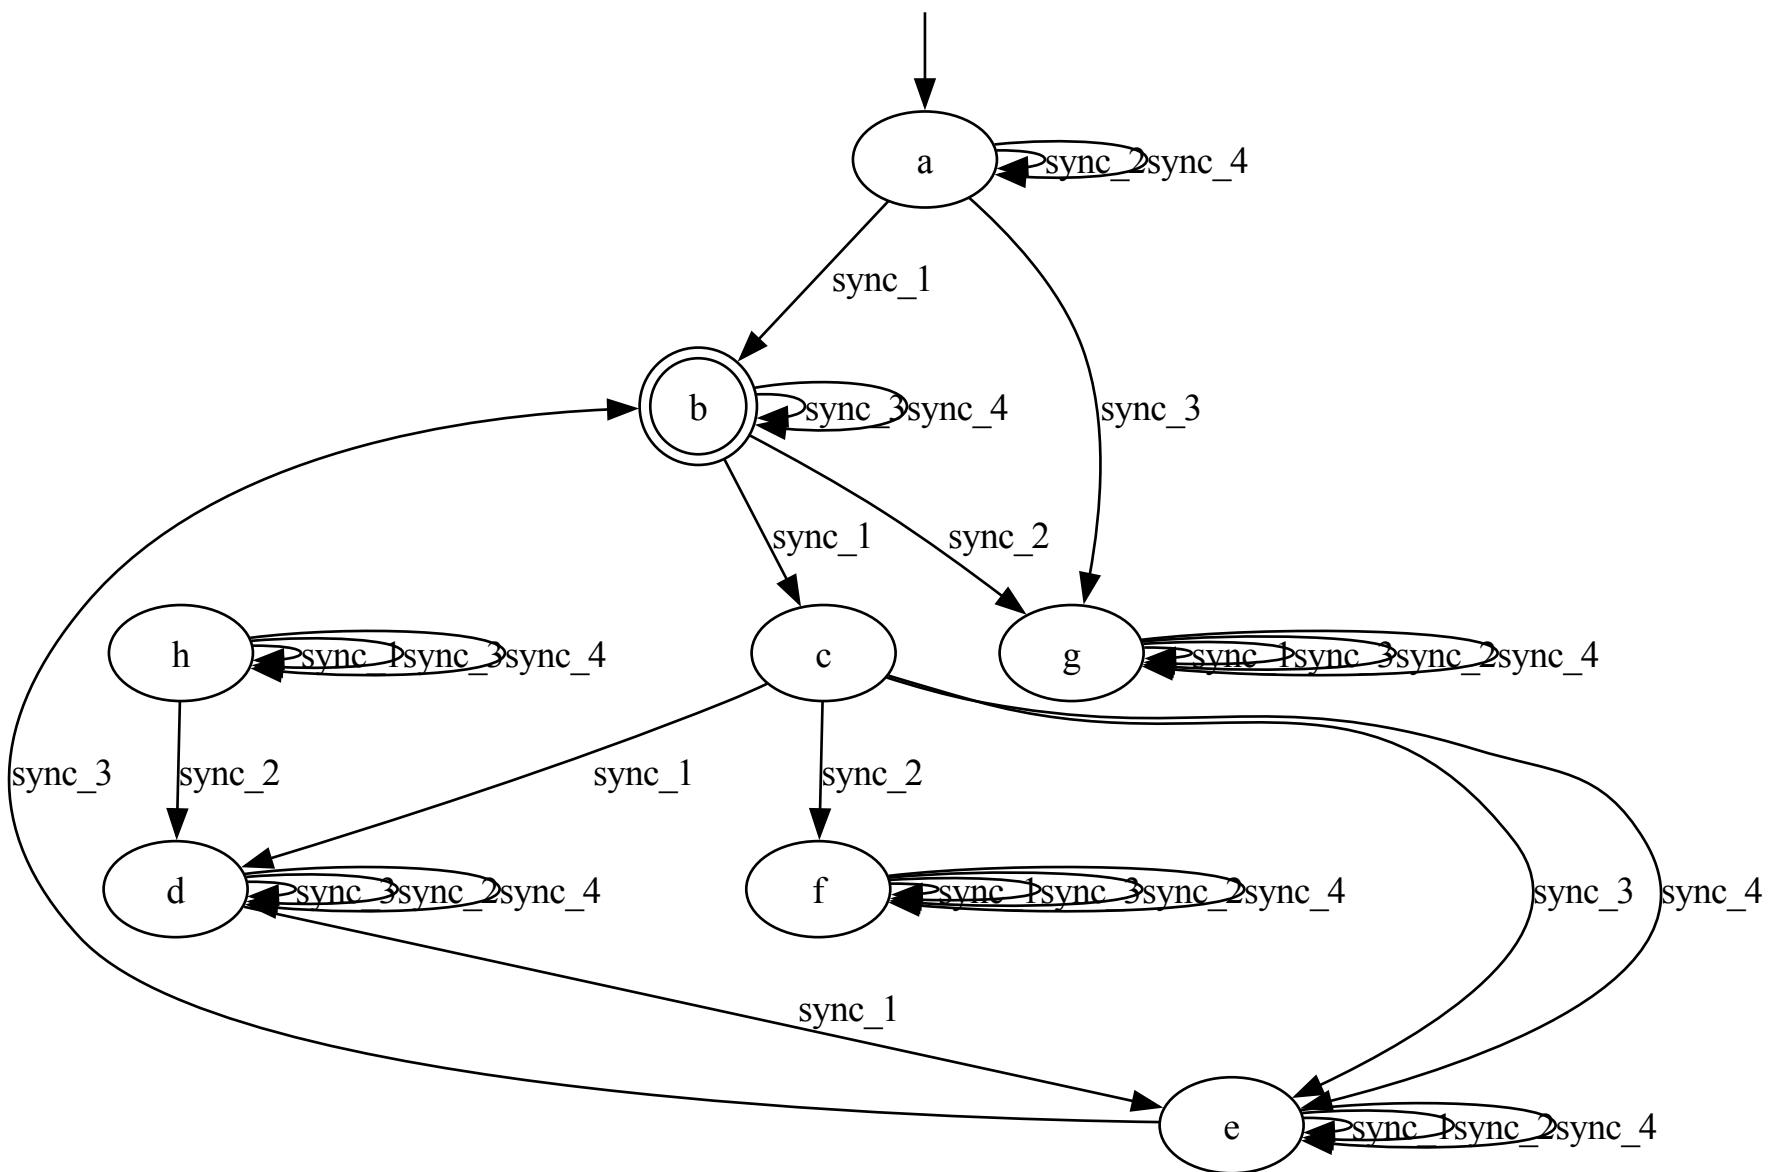 a
sync_2 sync_4
sync_1
b
sync_3 sync_4
sync_3
sync_1
sync_2
h
sync_1 sync_3 sync_4
c
g
sync_1 sync_3 sync_2 sync_4
sync_3
sync_2
sync_1
sync_2
d
sync_3 sync_2 sync_4
f
sync_1 sync_3 sync_2 sync_4
sync_3
sync_4
sync_1
e
sync_1 sync_2 sync_4